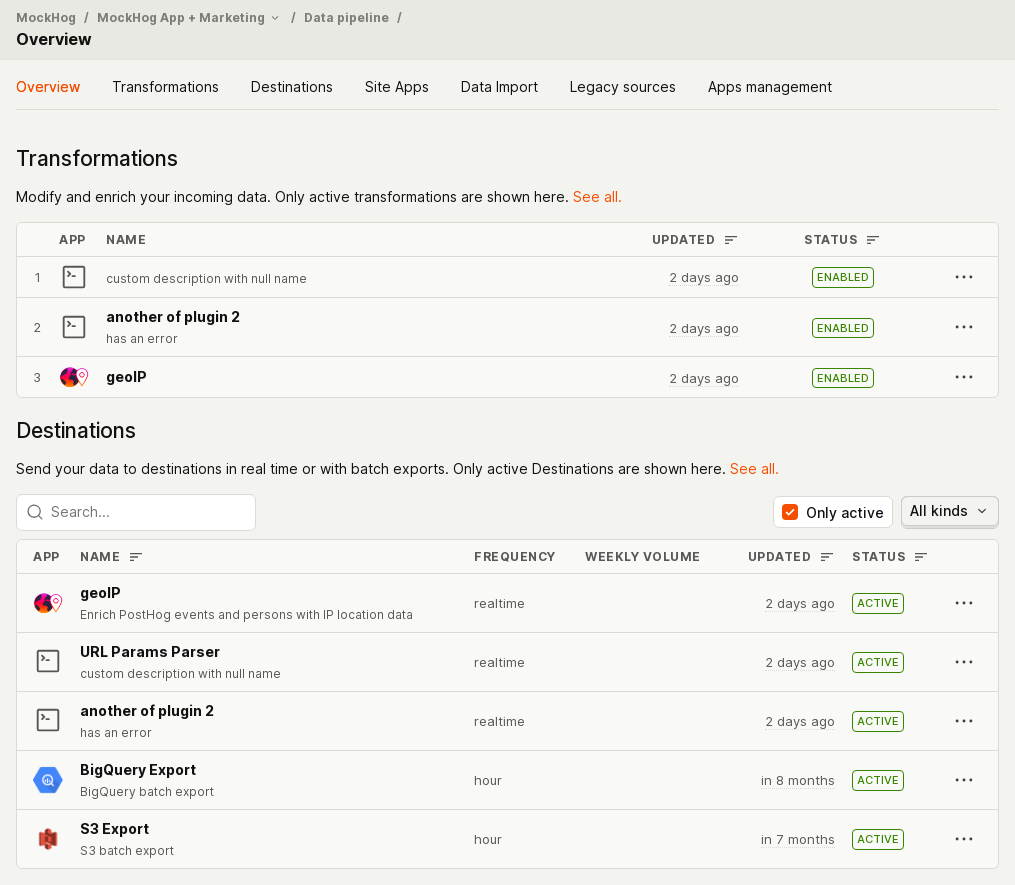 MockHog / MockHog App + Marketing / Data pipeline /
Overview
Overview Transformations Destinations Site Apps Data Import Legacy sources Apps management
Transformations
Modify and enrich your incoming data. Only active transformations are shown here. See all.
APP NAME UPDATED STATUS
1 custom description with null name 2 days ago ENABLED
another of plugin 2
2 2 days ago ENABLED
has an error
3 geoIP 2 days ago ENABLED
Destinations
Send your data to destinations in real time or with batch exports. Only active Destinations are shown here. See all.
Search... Only active All kinds
APP NAME FREQUENCY WEEKLY VOLUME UPDATED STATUS
geoIP
realtime 2 days ago ACTIVE
Enrich PostHog events and persons with IP location data
URL Params Parser
realtime 2 days ago ACTIVE
custom description with null name
another of plugin 2
realtime 2 days ago ACTIVE
has an error
BigQuery Export
hour in 8 months ACTIVE
BigQuery batch export
S3 Export
hour in 7 months ACTIVE
S3 batch export